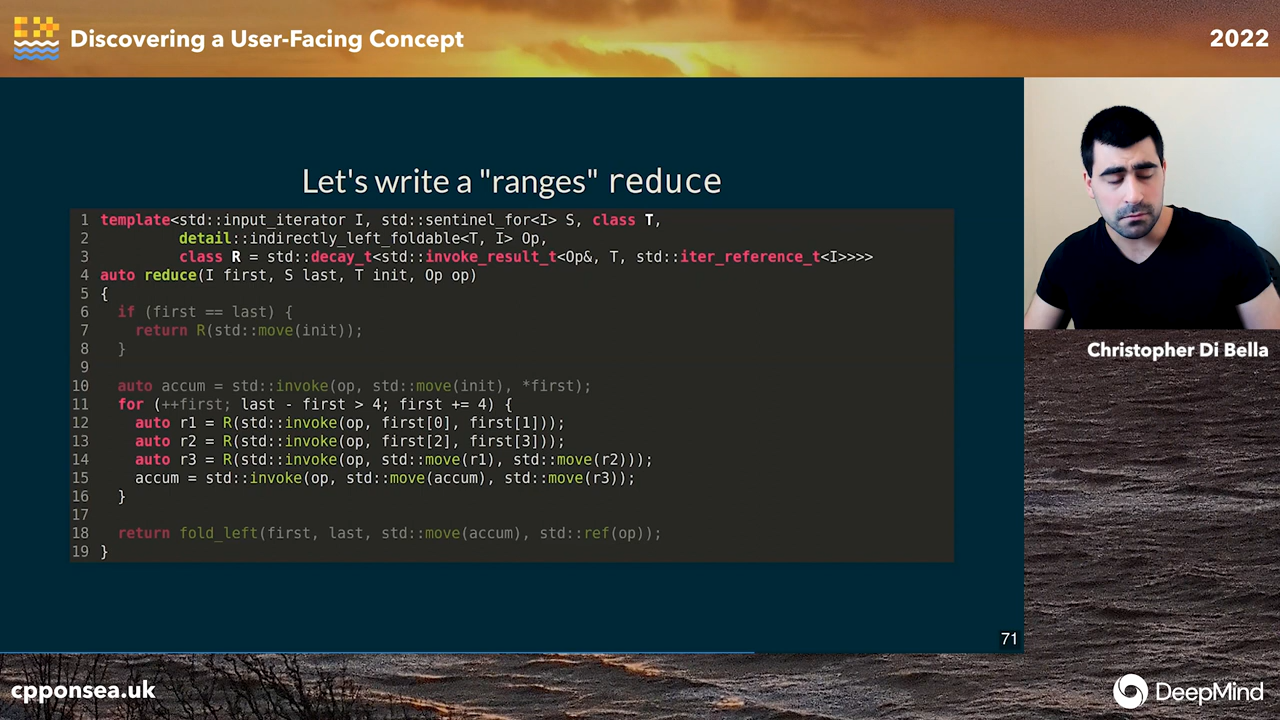 Discovering a User-Facing Concept
2022
Let's write a "ranges" reduce
1 template<std::input_iterator I, std::sentinel_for<I> S, class T,
2          detail::indirectly_left_foldable<T, I> Op,
3          class R = std::decay_t<std::invoke_result_t<Op&, T, std::iter_reference_t<I>>>>
4 auto reduce(I first, S last, T init, Op op)
5 {
6   if (first == last) {
7     return R(std::move(init));
8   }
9
10   auto accum = std::invoke(op, std::move(init), *first);
11   for (++first; last - first > 4; first += 4) {
12     auto r1 = R(std::invoke(op, first[0], first[1]));
13     auto r2 = R(std::invoke(op, first[2], first[3]));
14     auto r3 = R(std::invoke(op, std::move(r1), std::move(r2)));
15     accum = std::invoke(op, std::move(accum), std::move(r3));
16   }
17
18   return fold_left(first, last, std::move(accum), std::ref(op));
19 }
Christopher Di Bella
71
cpponsea.uk
DeepMind